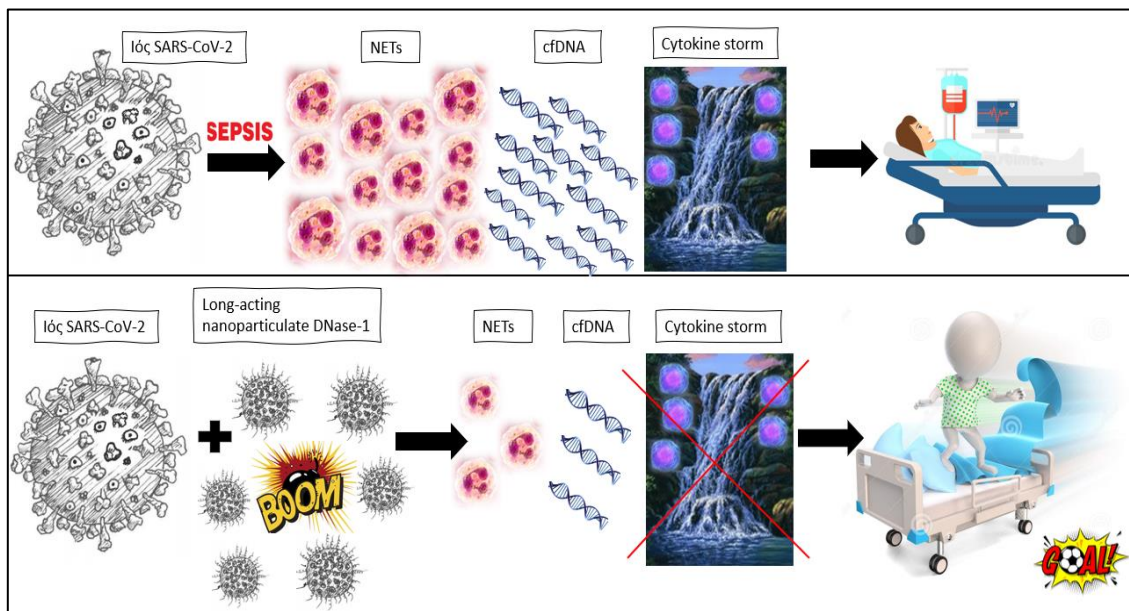 Ιός SARS-CoV-2
NETs
cfDNA
Cytokine storm
SEPSIS
Ιός SARS-CoV-2
Long-acting
nanoparticulate DNase-1
NETs
cfDNA
Cytokine storm
BOOM
GOAL!